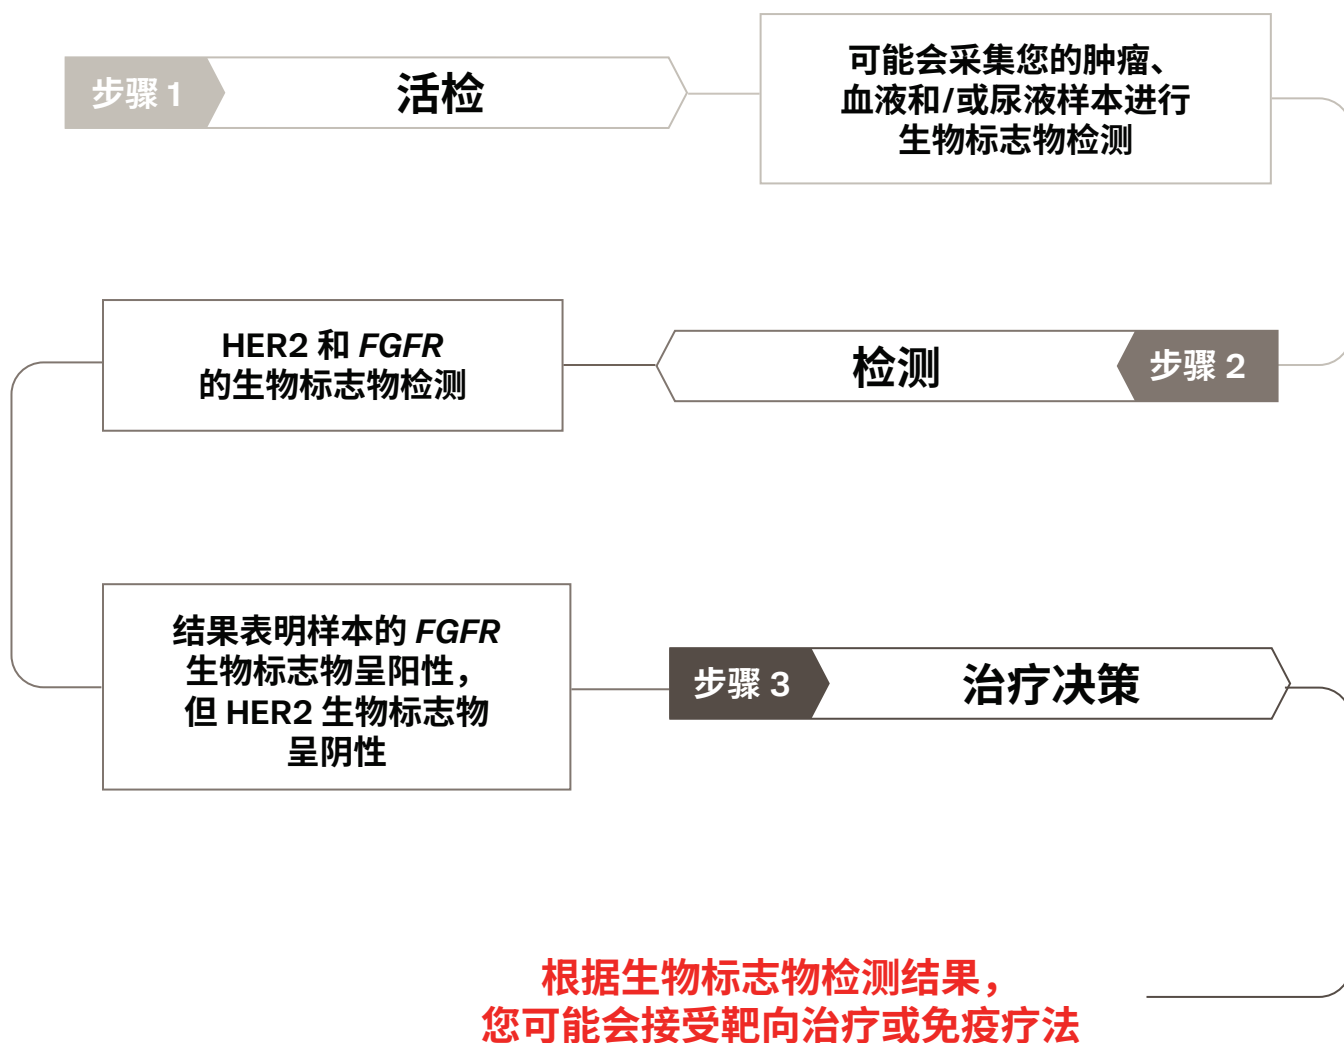 步骤 1
活检
可能会采集您的肿瘤、
血液和/或尿液样本进行
生物标志物检测
步骤 2
检测
HER2 和 FGFR
的生物标志物检测
结果表明样本的 FGFR
生物标志物呈阳性，
但 HER2 生物标志物
呈阴性
步骤 3
治疗决策
根据生物标志物检测结果，
您可能会接受靶向治疗或免疫疗法